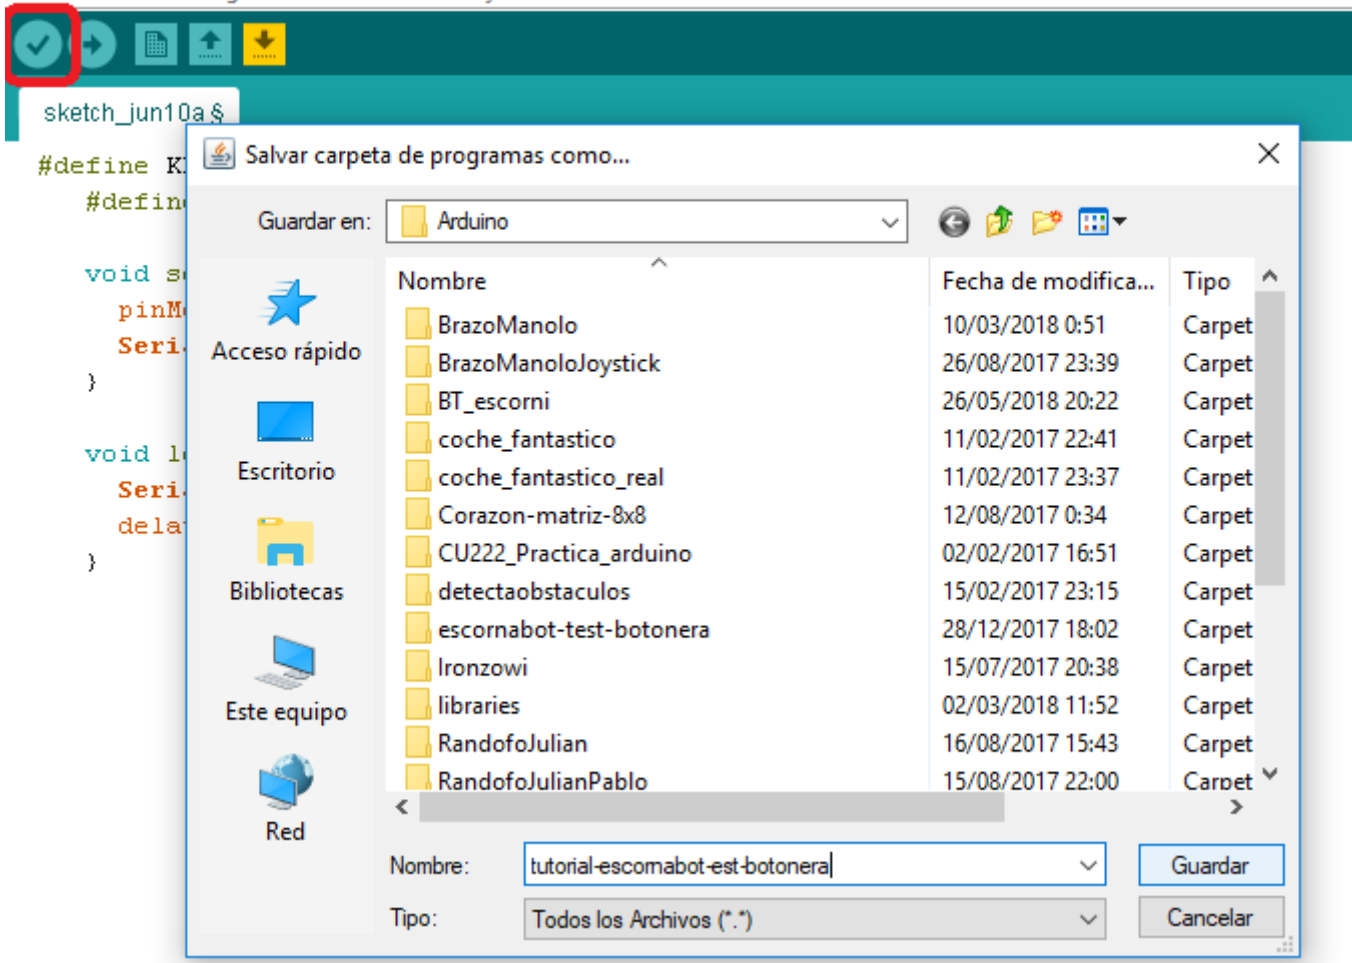 sketch_jun10a §
#define K
#defin
void s
pinM
Seri
}
void l
Seri
dela
}
Salvar carpeta de programas como...
Guardar en: Arduino
Acceso rápido
Escritorio
Bibliotecas
Este equipo
Red
Nombre Fecha de modifica... Tipo
BrazoManolo 10/03/2018 0:51 Carpet
BrazoManoloJoystick 26/08/2017 23:39 Carpet
BT_escorni 26/05/2018 20:22 Carpet
coche_fantastico 11/02/2017 22:41 Carpet
coche_fantastico_real 11/02/2017 23:37 Carpet
Corazon-matriz-8x8 12/08/2017 0:34 Carpet
CU222_Practica_arduino 02/02/2017 16:51 Carpet
detectaobstaculos 15/02/2017 23:15 Carpet
escornabot-test-botonera 28/12/2017 18:02 Carpet
Ironzowi 15/07/2017 20:38 Carpet
libraries 02/03/2018 11:52 Carpet
RandofoJulian 16/08/2017 15:43 Carpet
RandofoJulianPablo 15/08/2017 22:00 Carpet
Nombre: tutorial-escornabot-est-botonera Guardar
Tipo: Todos los Archivos (*.*) Cancelar